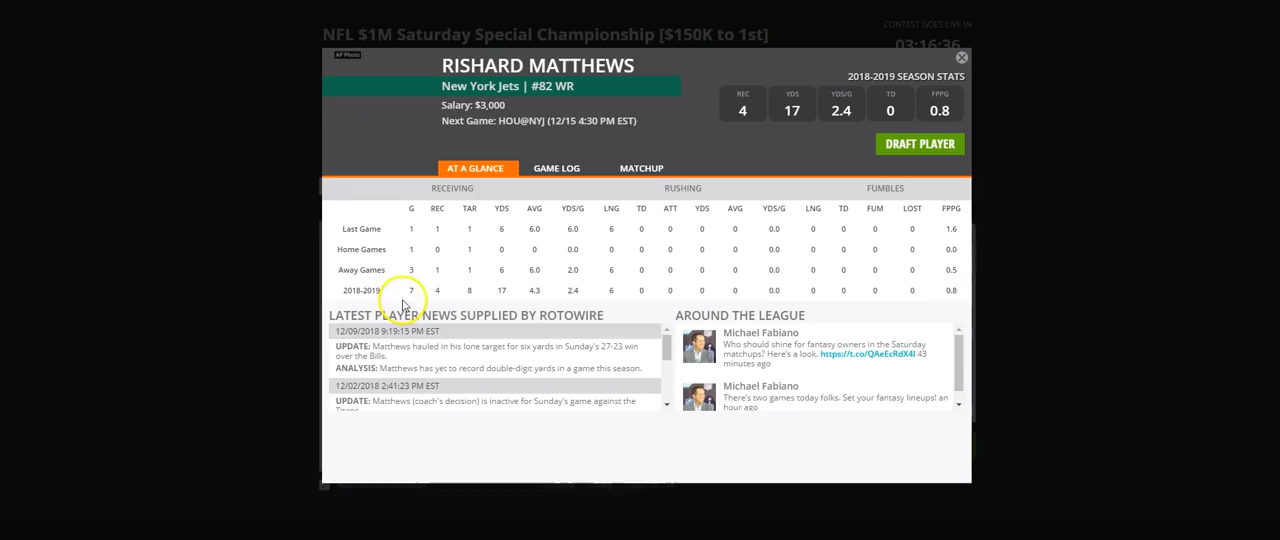 NFL $1M Saturday Special Championship [$150K to 1st]
CONTEST GOES LIVE IN
03:16:36
AP Photo
RISHARD MATTHEWS
New York Jets | #82 WR
Salary: $3,000
Next Game: HOU@NYJ (12/15 4:30 PM EST)
2018-2019 SEASON STATS
REC YDS YDS/G TD FPPG
4 17 2.4 0 0.8
DRAFT PLAYER
AT A GLANCE GAME LOG MATCHUP
RECEIVING RUSHING FUMBLES
G REC TAR YDS AVG YDS/G LNG TD ATT YDS AVG YDS/G LNG TD FUM LOST FPPG
Last Game 1 1 1 6 6.0 6.0 6 0 0 0 0 0.0 0 0 0 0 1.6
Home Games 1 0 1 0 0 0.0 0 0 0 0 0 0.0 0 0 0 0 0.0
Away Games 3 1 1 6 6.0 2.0 6 0 0 0 0 0.0 0 0 0 0 0.5
2018-2019 7 4 8 17 4.3 2.4 6 0 0 0 0 0.0 0 0 0 0 0.8
LATEST PLAYER NEWS SUPPLIED BY ROTOWIRE
12/09/2018 9:19:15 PM EST
UPDATE: Matthews hauled in his lone target for six yards in Sunday's 27-23 win
over the Bills.
ANALYSIS: Matthews has yet to record double-digit yards in a game this season.
12/02/2018 2:41:23 PM EST
UPDATE: Matthews (coach's decision) is inactive for Sunday's game against the
Titans
AROUND THE LEAGUE
Michael Fabiano
Who should shine for fantasy owners in the Saturday
matchups? Here's a look. https://t.co/QAeEcRdX4l 43
minutes ago
Michael Fabiano
There's two games today folks. Set your fantasy lineups! an
hour ago